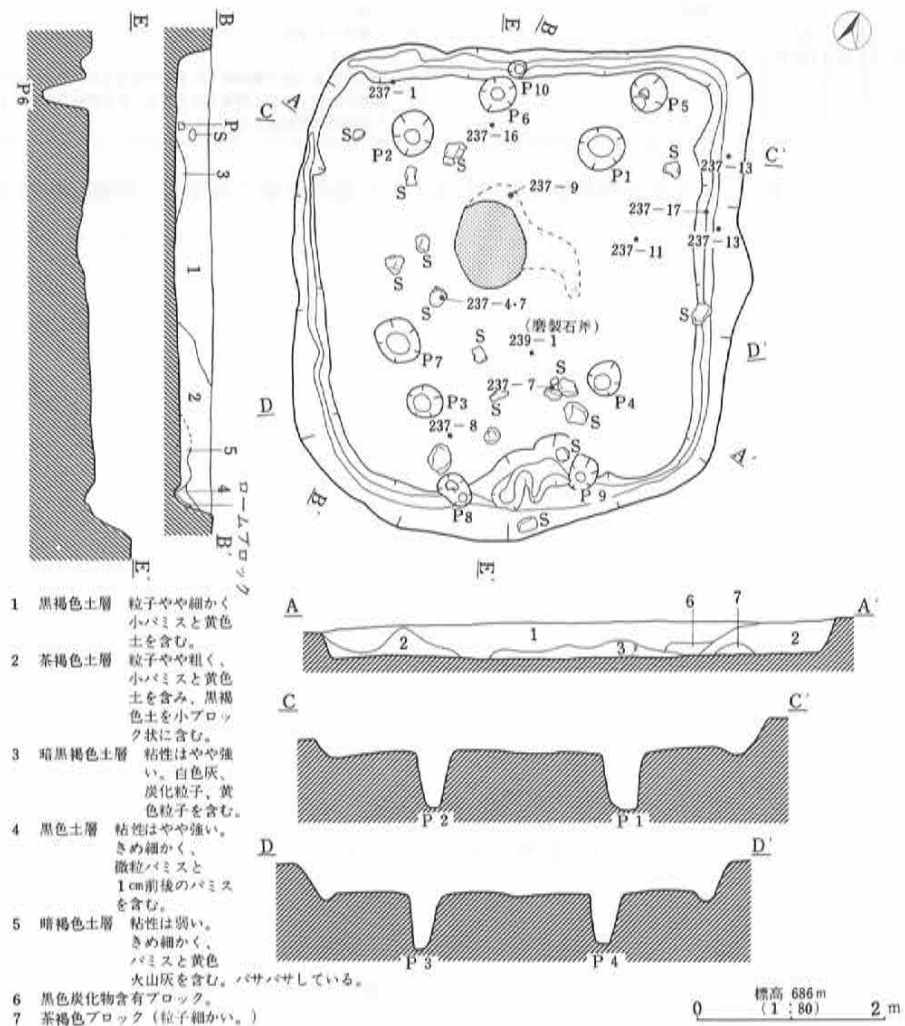 E
B
E
B
P6
P
S
3
1
2
5
4
ロームブロック
E'
B'
237-1
P10
P6
P5
237-16
C
A
S
P2
S
S
P1
S
C'
237-13
237-9
237-17
237-13
237-11
S
S
S
237-4・7
S
(磨製石斧)
239-1
S
P7
D'
237-7
S
P4
D
P3
S
S
237-8
S
A'
P9
B'
P8
S
E'
1 黒褐色土層 粒子やや細かく
小パミスと黄色
土を含む。
2 茶褐色土層 粒子やや粗く、
小パミスと黄色
土を含み、黒褐
色土を小ブロッ
ク状に含む。
3 暗黒褐色土層 粘性はやや強
い。白色灰、
炭化粒子、黄
色粒子を含む。
4 黒色土層 粘性はやや強い。
きめ細かく、
微粒パミスと
1cm前後のパミス
を含む。
5 暗褐色土層 粘性は弱い。
きめ細かく、
パミスと黄色
火山灰を含む。バサバサしている。
6 黒色炭化物含有ブロック。
7 茶褐色ブロック(粒子細かい。)
A
6
7
A'
2
1
3
2
C
C'
P2
P1
D
D'
P3
P4
標高 686m
0 (1:80) 2m